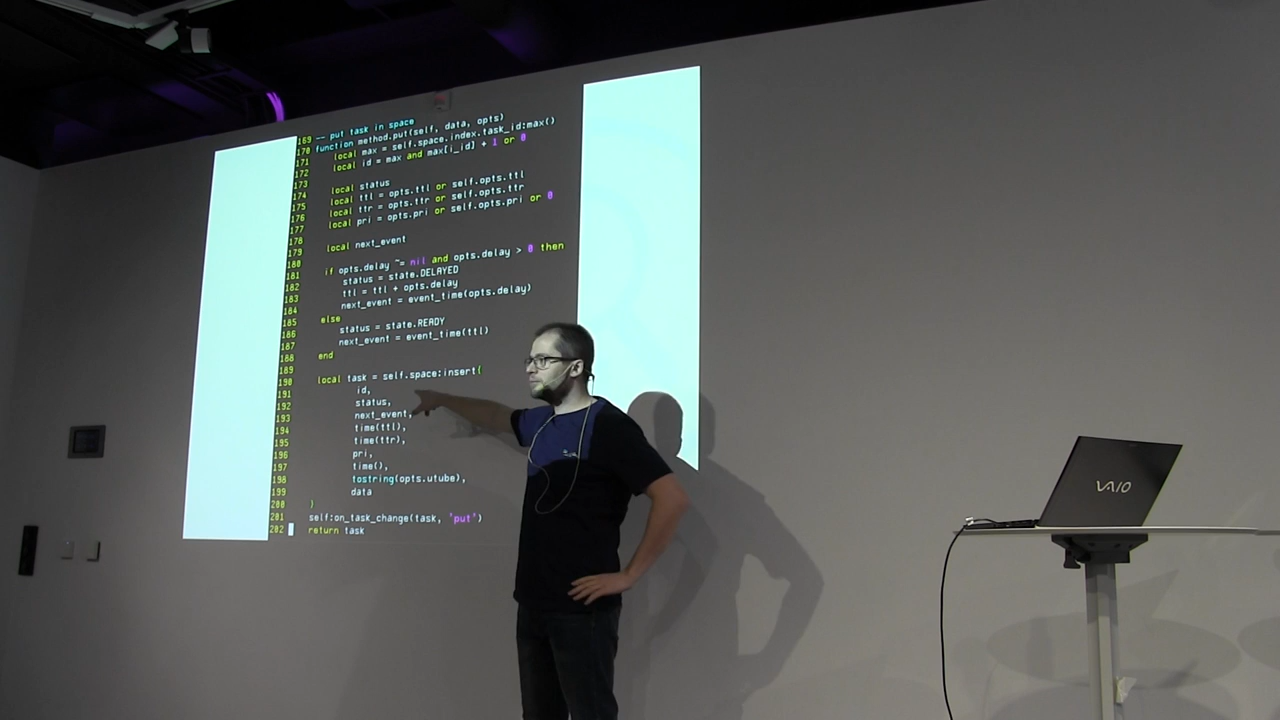 169 -- put task in space
170 function method.put(self, data, opts)
171 local max = self.space.index.task_id:max()
172 local id = max and max[i_id] + 1 or 0
173
174 local status
175 local ttl = opts.ttl or self.opts.ttl
176 local ttr = opts.ttr or self.opts.ttr
177 local pri = opts.pri or self.opts.pri or 0
178
179 local next_event
180
181 if opts.delay ~= nil and opts.delay > 0 then
182 status = state.DELAYED
183 ttl = ttl + opts.delay
184 next_event = event_time(opts.delay)
185 else
186 status = state.READY
187 next_event = event_time(ttl)
188 end
189
190 local task = self.space:insert{
191 id,
192 status,
193 next_event,
194 time(ttl),
195 time(ttr),
196 pri,
197 time(),
198 tostring(opts.utube),
199 data
200 }
201 self:on_task_change(task, 'put')
202 return task
VAIO